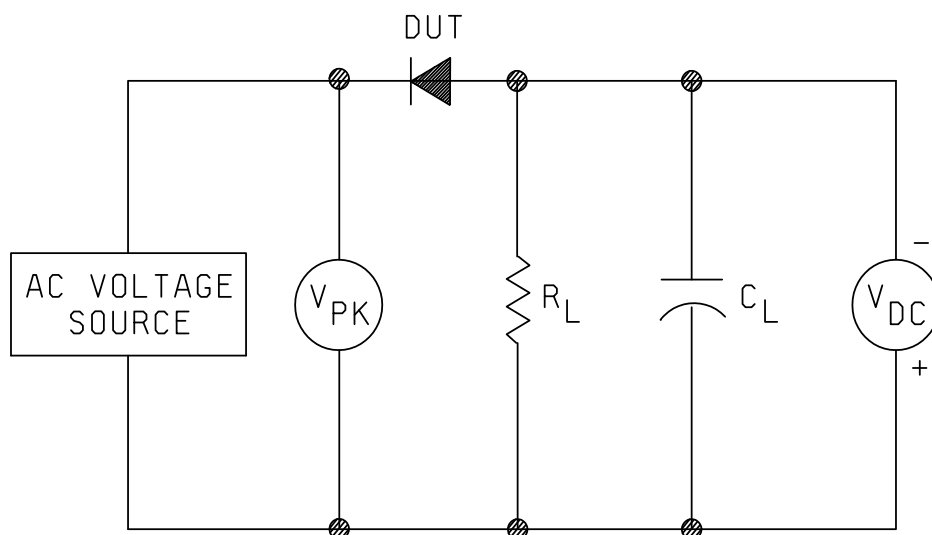 DUT
AC VOLTAGE
SOURCE
VPK
RL
CL
−
VDC
+